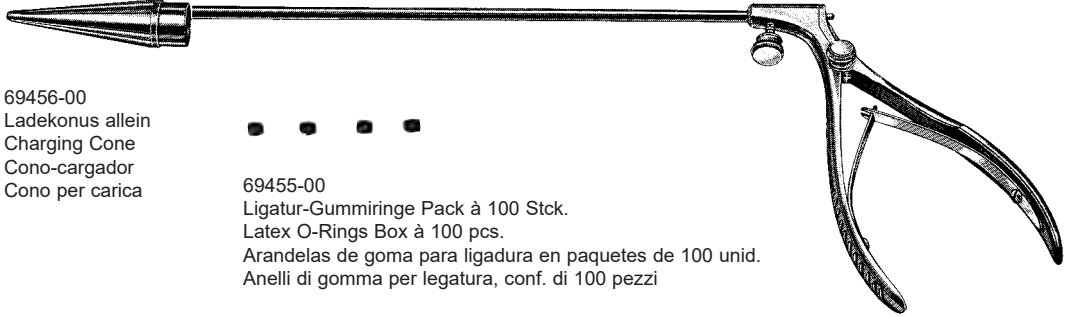 69456-00
Ladekonus allein
Charging Cone
Cono-cargador
Cono per carica
69455-00
Ligatur-Gummiringe Pack à 100 Stck.
Latex O-Rings Box à 100 pcs.
Arandelas de goma para ligadura en paquetes de 100 unid.
Anelli di gomma per legatura, conf. di 100 pezzi